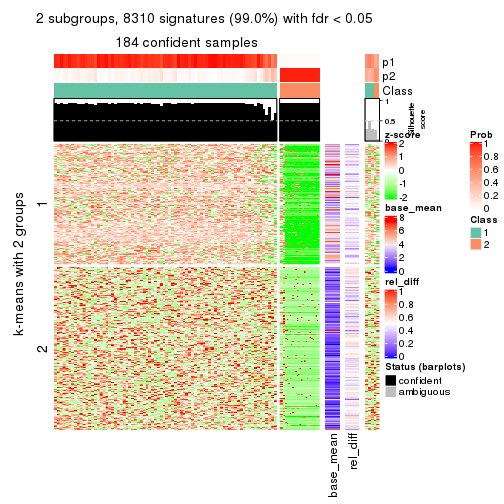 2 subgroups, 8310 signatures (99.0%) with fdr < 0.05
184 confident samples
p1
p2
Class
1
0.5
0
Silhouette
score
k-means with 2 groups
1
2
base_mean
rel_diff
z-score
2
1
0
-1
-2
base_mean
8
6
4
2
0
rel_diff
1
0.8
0.6
0.4
0.2
0
Status (barplots)
confident
ambiguous
Prob
1
0.8
0.6
0.4
0.2
0
Class
1
2